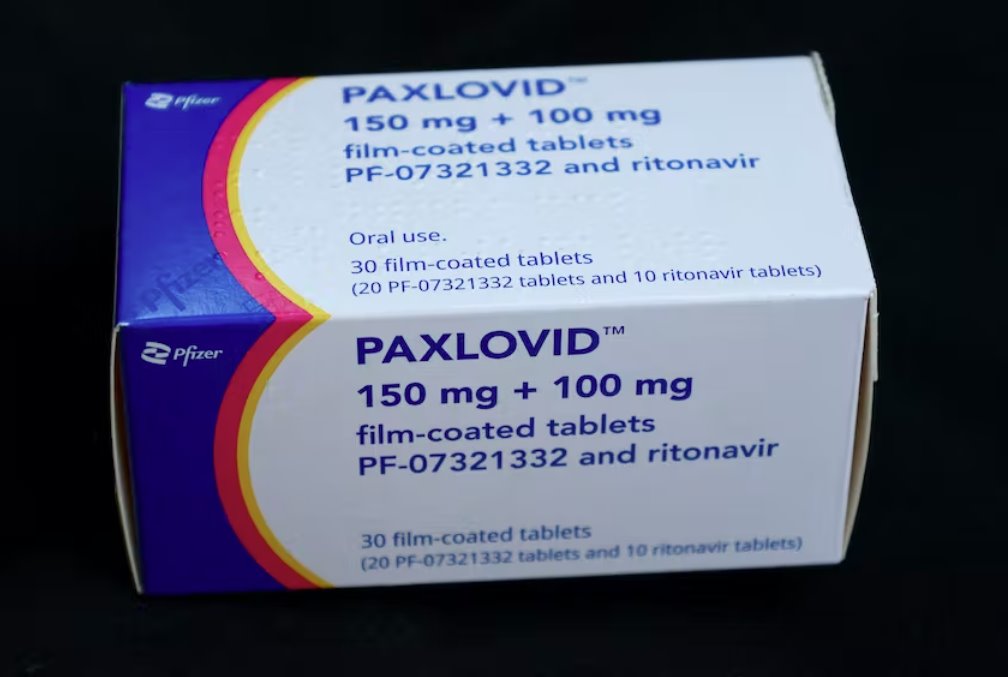 Pfizer
PAXLOVID™
150 mg + 100 mg
film-coated tablets
PF-07321332 and ritonavir
Oral use.
30 film-coated tablets
(20 PF-07321332 tablets and 10 ritonavir tablets)
Pfizer
Pfizer
PAXLOVID™
150 mg + 100 mg
film-coated tablets
PF-07321332 and ritonavir
30 film-coated tablets
(20 PF-07321332 tablets and 10 ritonavir tablets)